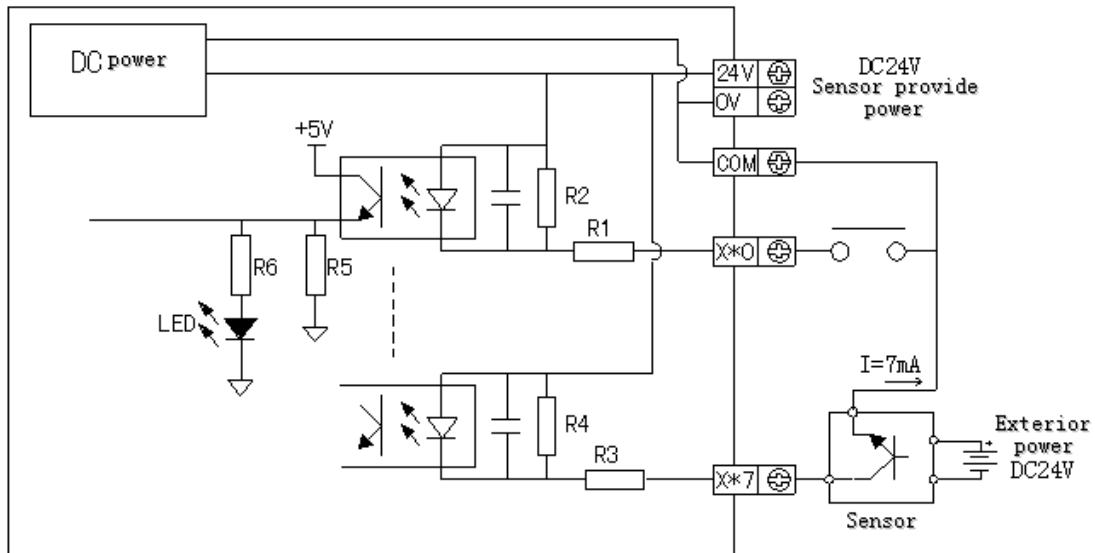 DC power
24V
0V
DC24V
Sensor provide
power
+5V
COM
R2
R1
X*0
R6
R5
LED
I=7mA
R4
R3
X*7
Exterior
power
DC24V
+
Sensor